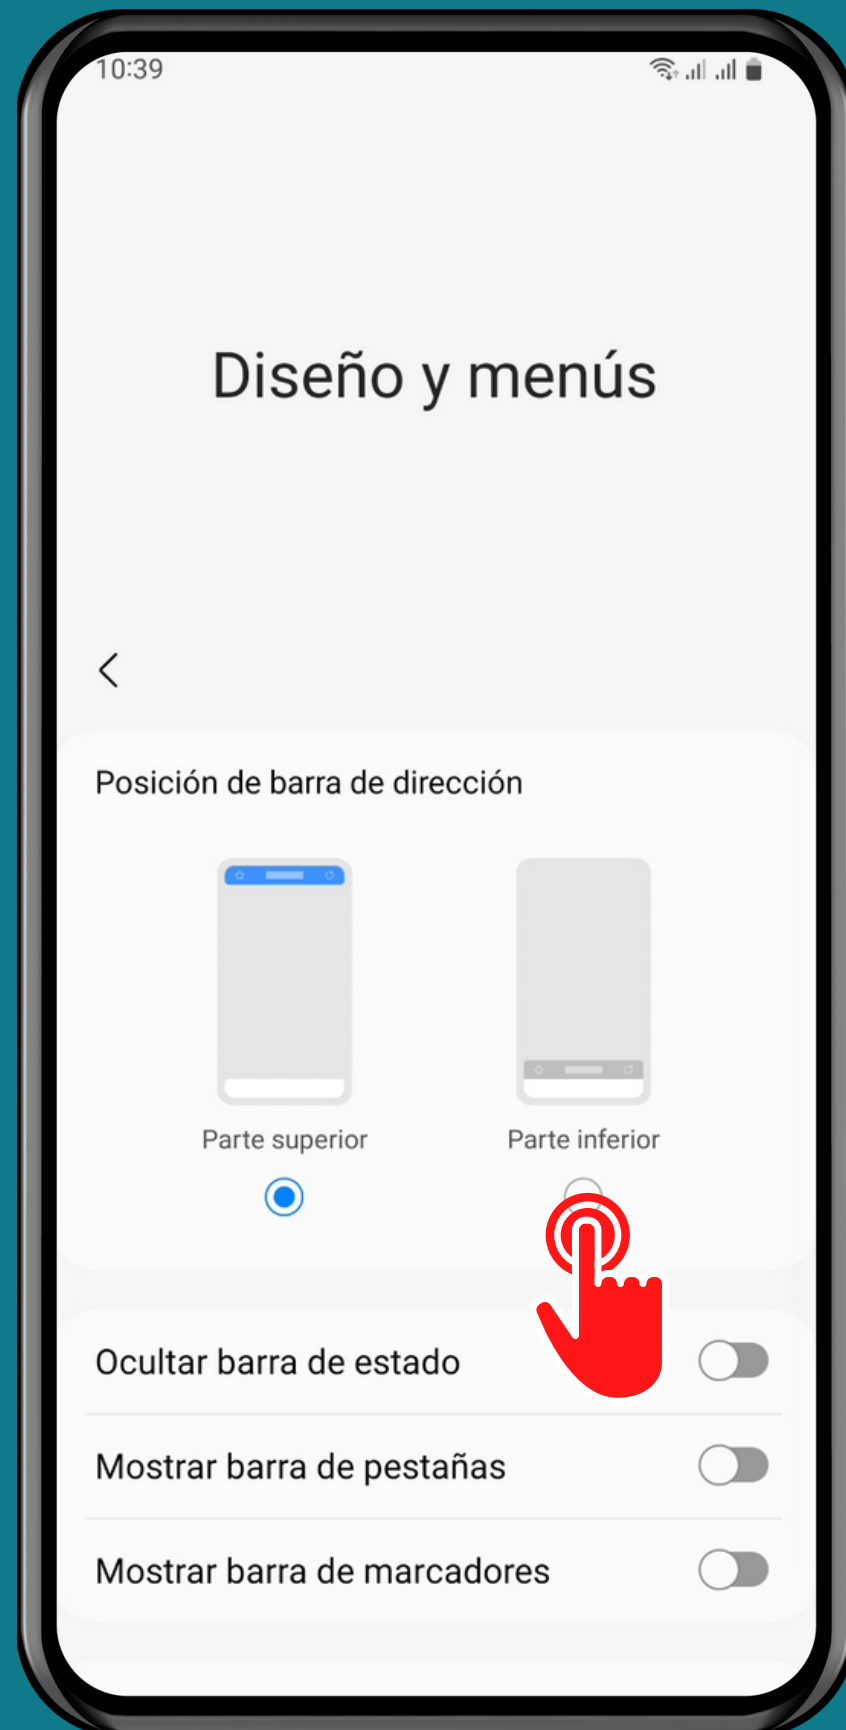 10:39
Diseño y menús
Posición de barra de dirección
Parte superior
Parte inferior
Ocultar barra de estado
Mostrar barra de pestañas
Mostrar barra de marcadores